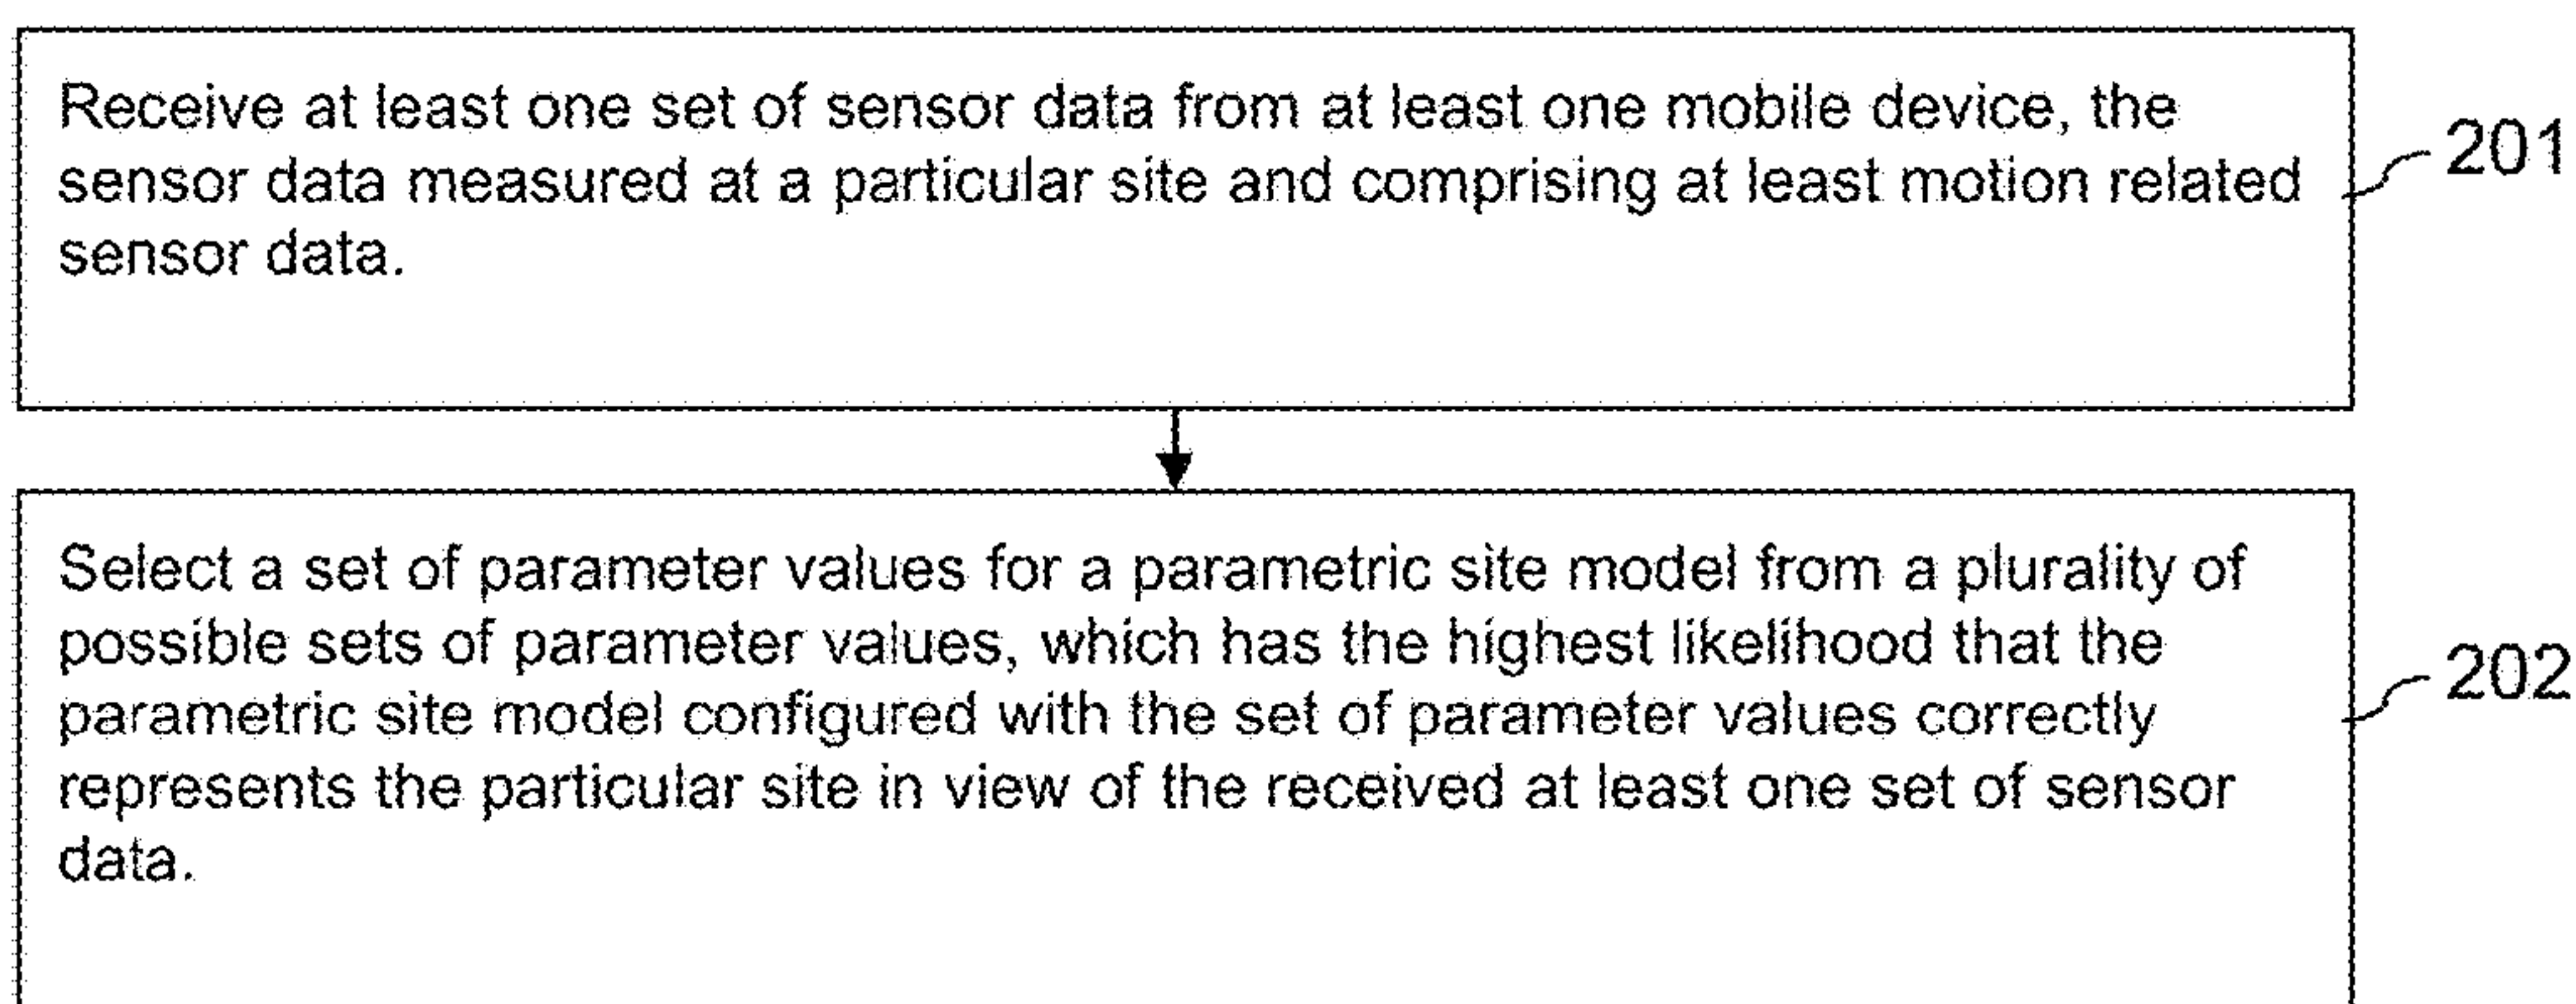 Receive at least one set of sensor data from at least one mobile device, the
sensor data measured at a particular site and comprising at least motion related
sensor data.
201
Select a set of parameter values for a parametric site model from a plurality of
possible sets of parameter values, which has the highest likelihood that the
parametric site model configured with the set of parameter values correctly
represents the particular site in view of the received at least one set of sensor
data.
202